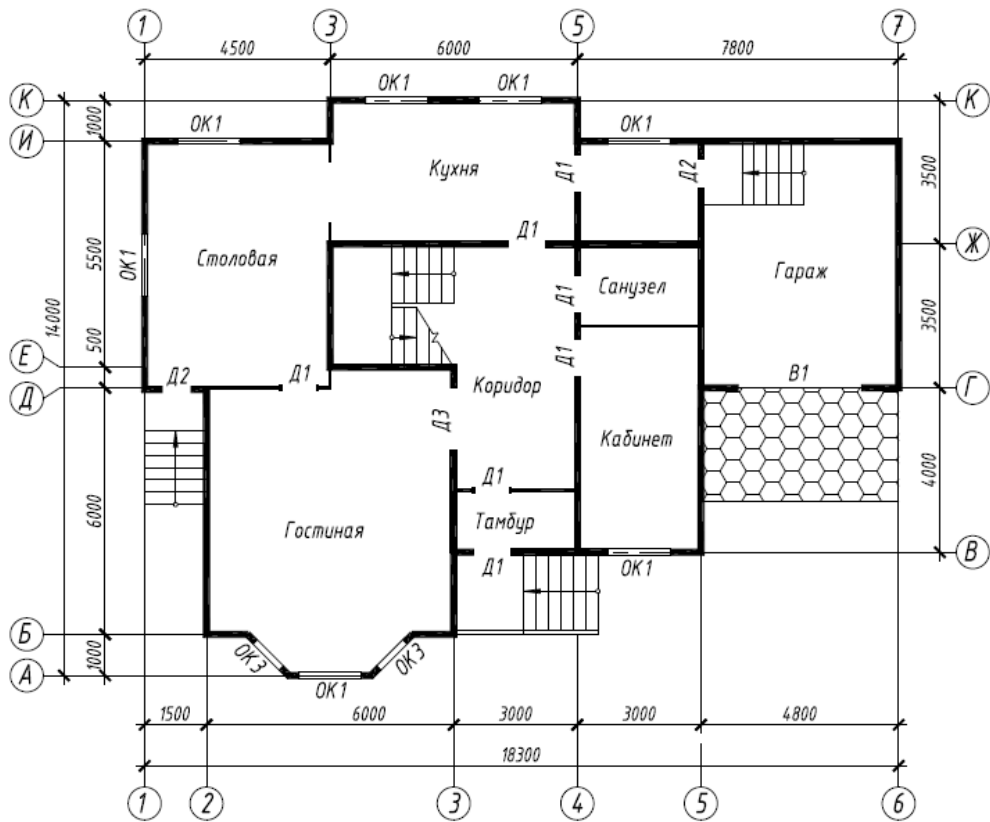 1 3 5 7
4500 6000 7800
К ОК1 ОК1 К
1000
И ОК1 ОК1
Кухня Д1 Д2 3500
Д1
Ж
5500 ОК1 Столовая Д1 Санузел Гараж
14000
500 Д1 3500
Е
Д Д2 Д1 Д3 Коридор В1 Г
Кабинет
4000
6000 Д1
Гостиная Тамбур
Д1 ОК1 В
Б
1000 ОК3 ОК3
А
ОК1
1500 6000 3000 3000 4800
18300
1 2 3 4 5 6